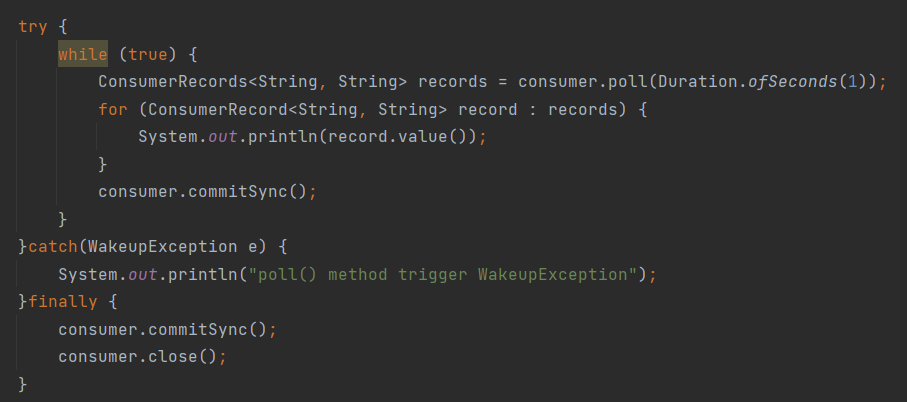 try {
    while (true) {
        ConsumerRecords<String, String> records = consumer.poll(Duration.ofSeconds(1));
        for (ConsumerRecord<String, String> record : records) {
            System.out.println(record.value());
        }
        consumer.commitSync();
    }
}catch(WakeupException e) {
    System.out.println("poll() method trigger WakeupException");
}finally {
    consumer.commitSync();
    consumer.close();
}